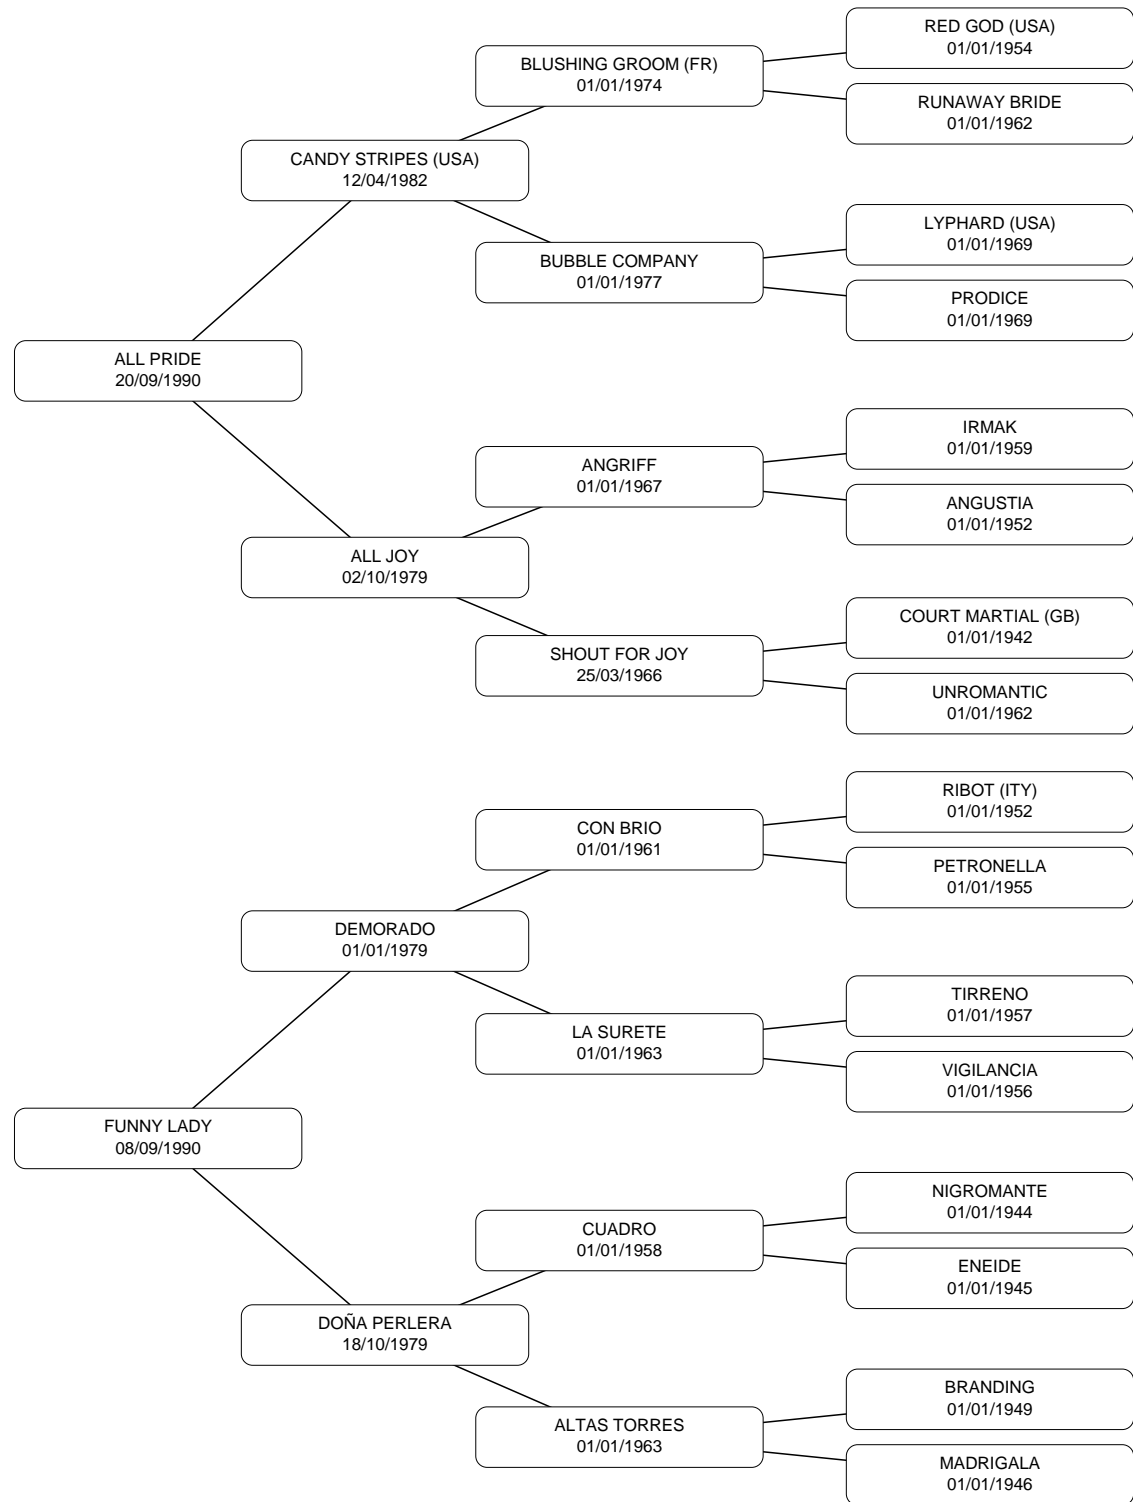 RED GOD (USA)
01/01/1954
BLUSHING GROOM (FR)
01/01/1974
RUNAWAY BRIDE
01/01/1962
CANDY STRIPES (USA)
12/04/1982
LYPHARD (USA)
01/01/1969
BUBBLE COMPANY
01/01/1977
PRODICE
01/01/1969
ALL PRIDE
20/09/1990
IRMAK
01/01/1959
ANGRIFF
01/01/1967
ANGUSTIA
01/01/1952
ALL JOY
02/10/1979
COURT MARTIAL (GB)
01/01/1942
SHOUT FOR JOY
25/03/1966
UNROMANTIC
01/01/1962
RIBOT (ITY)
01/01/1952
CON BRIO
01/01/1961
PETRONELLA
01/01/1955
DEMORADO
01/01/1979
TIRRENO
01/01/1957
LA SURETE
01/01/1963
VIGILANCIA
01/01/1956
FUNNY LADY
08/09/1990
NIGROMANTE
01/01/1944
CUADRO
01/01/1958
ENEIDE
01/01/1945
DOÑA PERLERA
18/10/1979
BRANDING
01/01/1949
ALTAS TORRES
01/01/1963
MADRIGALA
01/01/1946